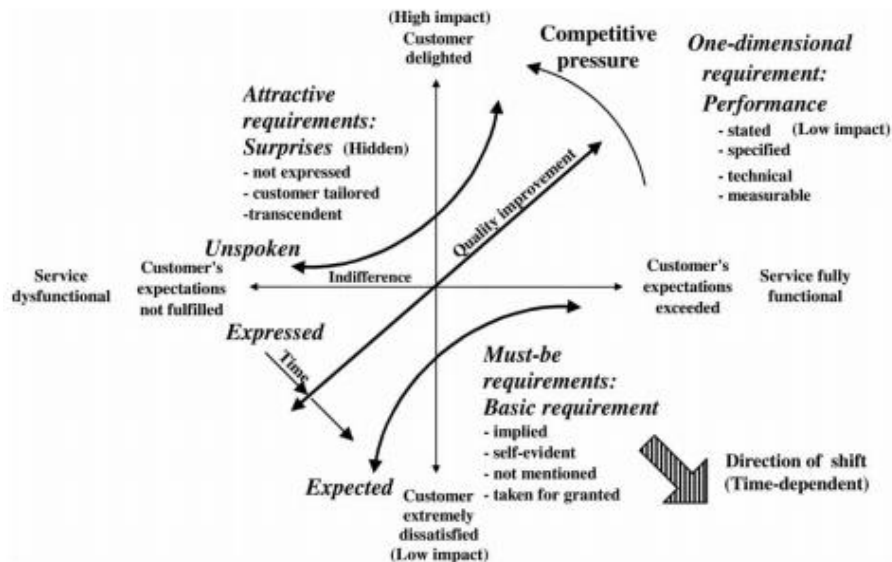 (High impact)
Customer
delighted
Competitive
pressure
One-dimensional
requirement:
Performance
- stated (Low impact)
- specified
- technical
- measurable
Attractive
requirements:
Surprises (Hidden)
- not expressed
- customer tailored
-transcendent
Quality improvement
Unspoken
Service
dysfunctional
Customer's
expectations
not fulfilled
Indifference
Customer's
expectations
exceeded
Service fully
functional
Expressed
Time
Must-be
requirements:
Basic requirement
- implied
- self-evident
- not mentioned
- taken for granted
Expected
Customer
extremely
dissatisfied
(Low impact)
Direction of shift
(Time-dependent)